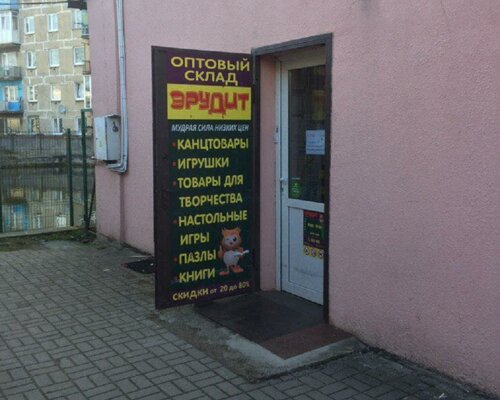 ОПТОВЫЙ
СКЛАД
ЭРУДИТ
МУДРАЯ СИЛА НИЗКИХ ЦЕН
• КАНЦТОВАРЫ
• ИГРУШКИ
• ТОВАРЫ ДЛЯ
ТВОРЧЕСТВА
• НАСТОЛЬНЫЕ
ИГРЫ
• ПАЗЛЫ
• КНИГИ
СКИДКИ от 20 до 80%
ЭРУДИТ